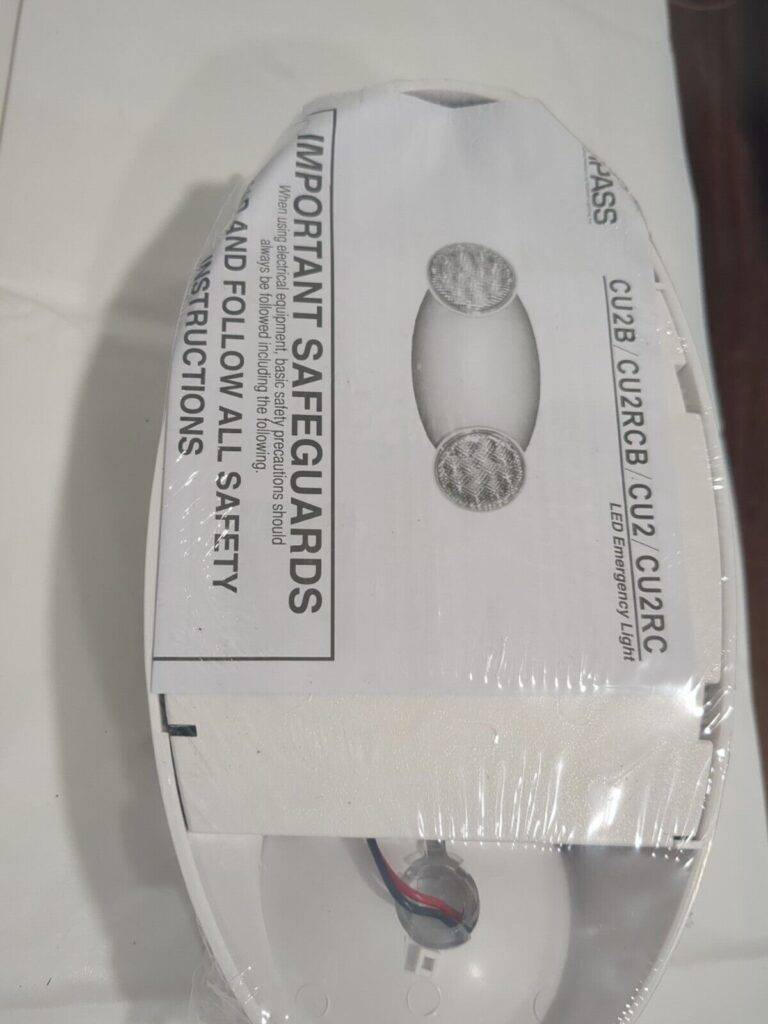 PASS
CU2B/CU2RCB/CU2/CU2RC
LED Emergency Light
IMPORTANT SAFEGUARDS
When using electrical equipment, basic safety precautions should
always be followed including the following.
AND FOLLOW ALL SAFETY
INSTRUCTIONS